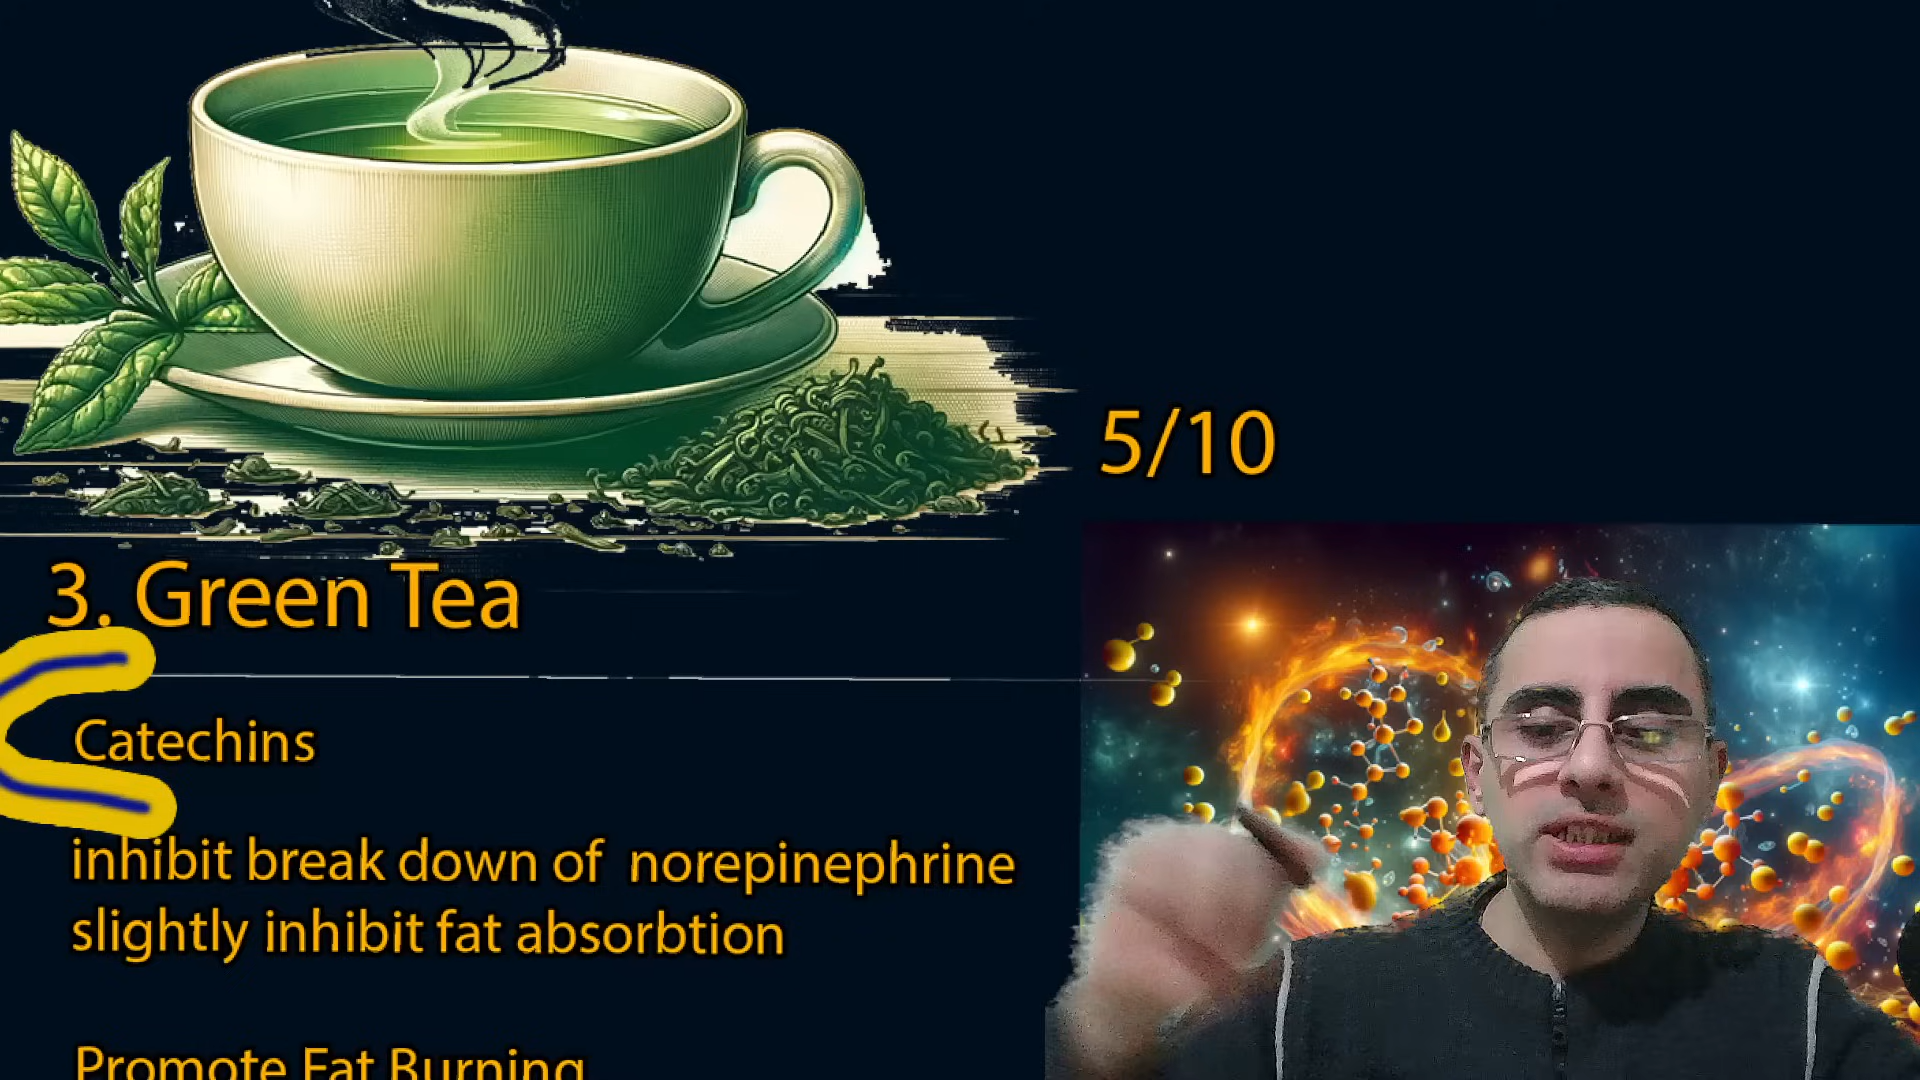 5/10
3. Green Tea
Catechins
inhibit break down of norepinephrine
slightly inhibit fat absorbtion
Promote Fat Burning